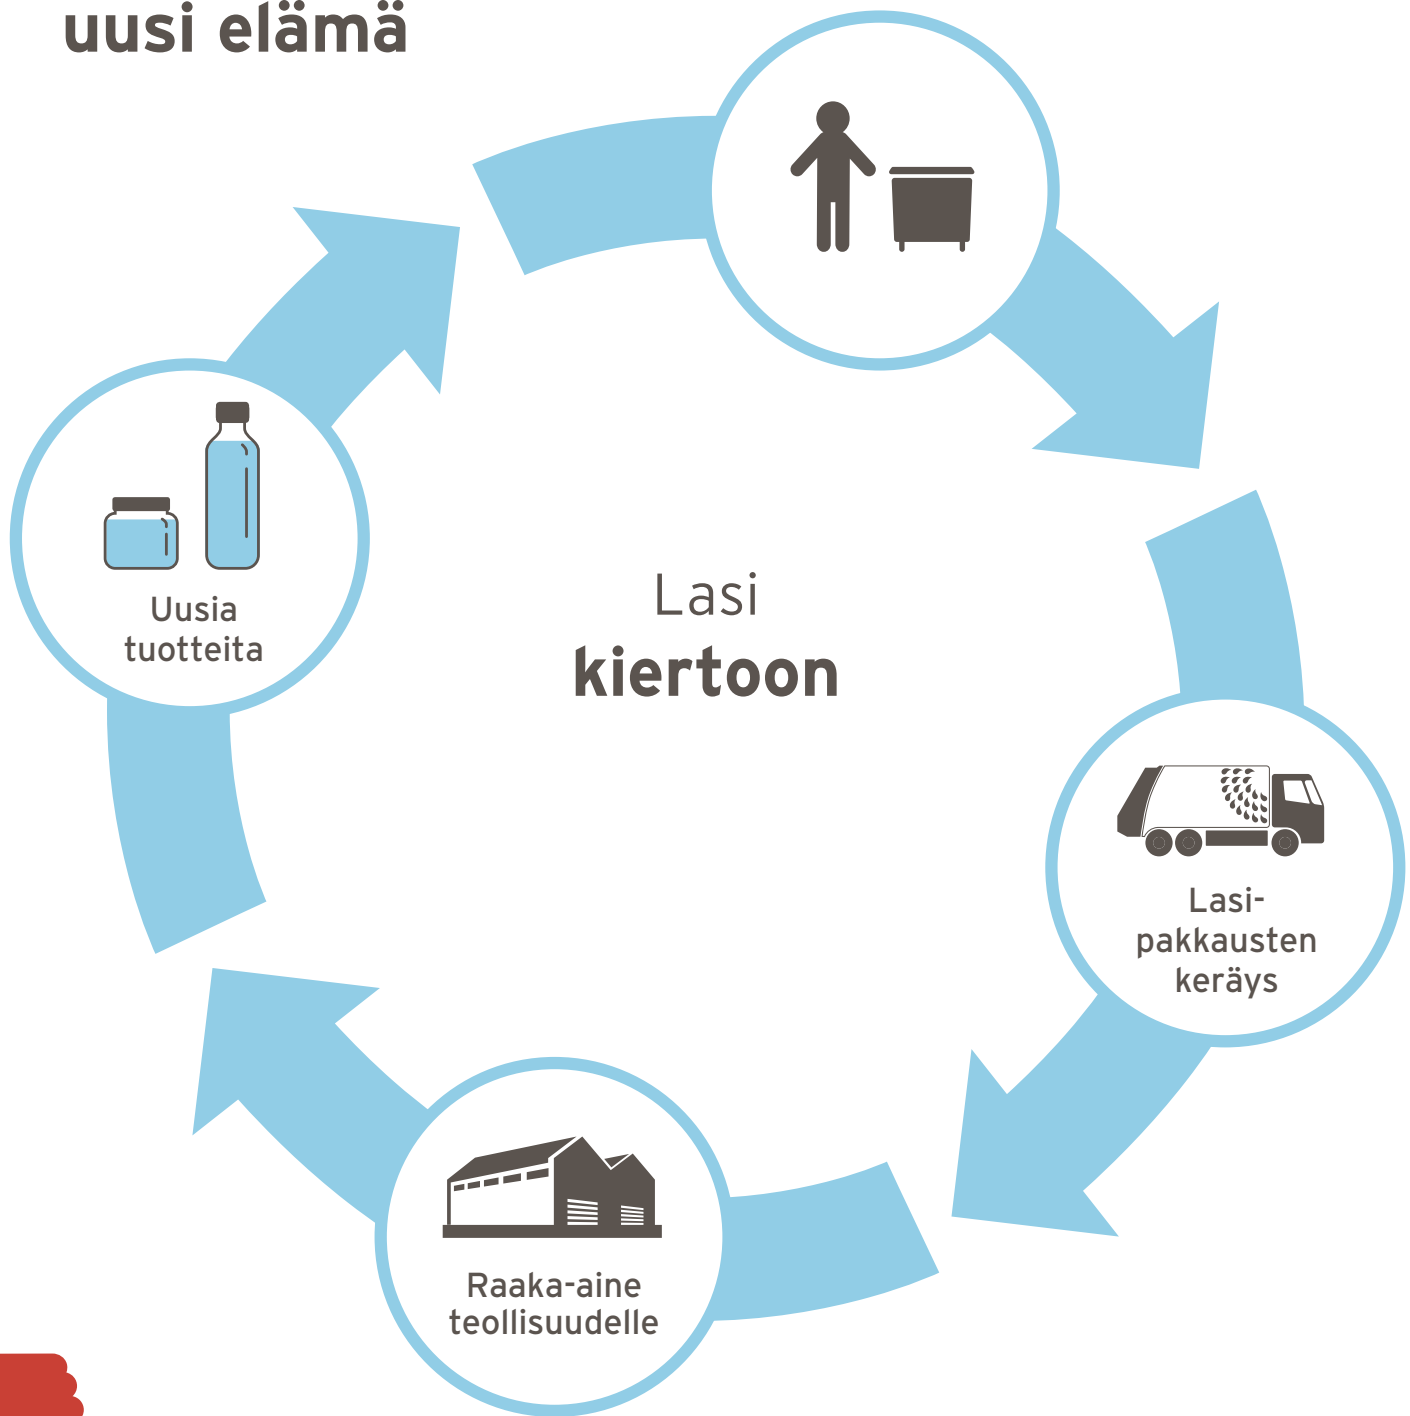 uusi elämä
Lasi
kiertoon
Lasi-
pakkausten
keräys
Raaka-aine
teollisuudelle
Uusia
tuotteita